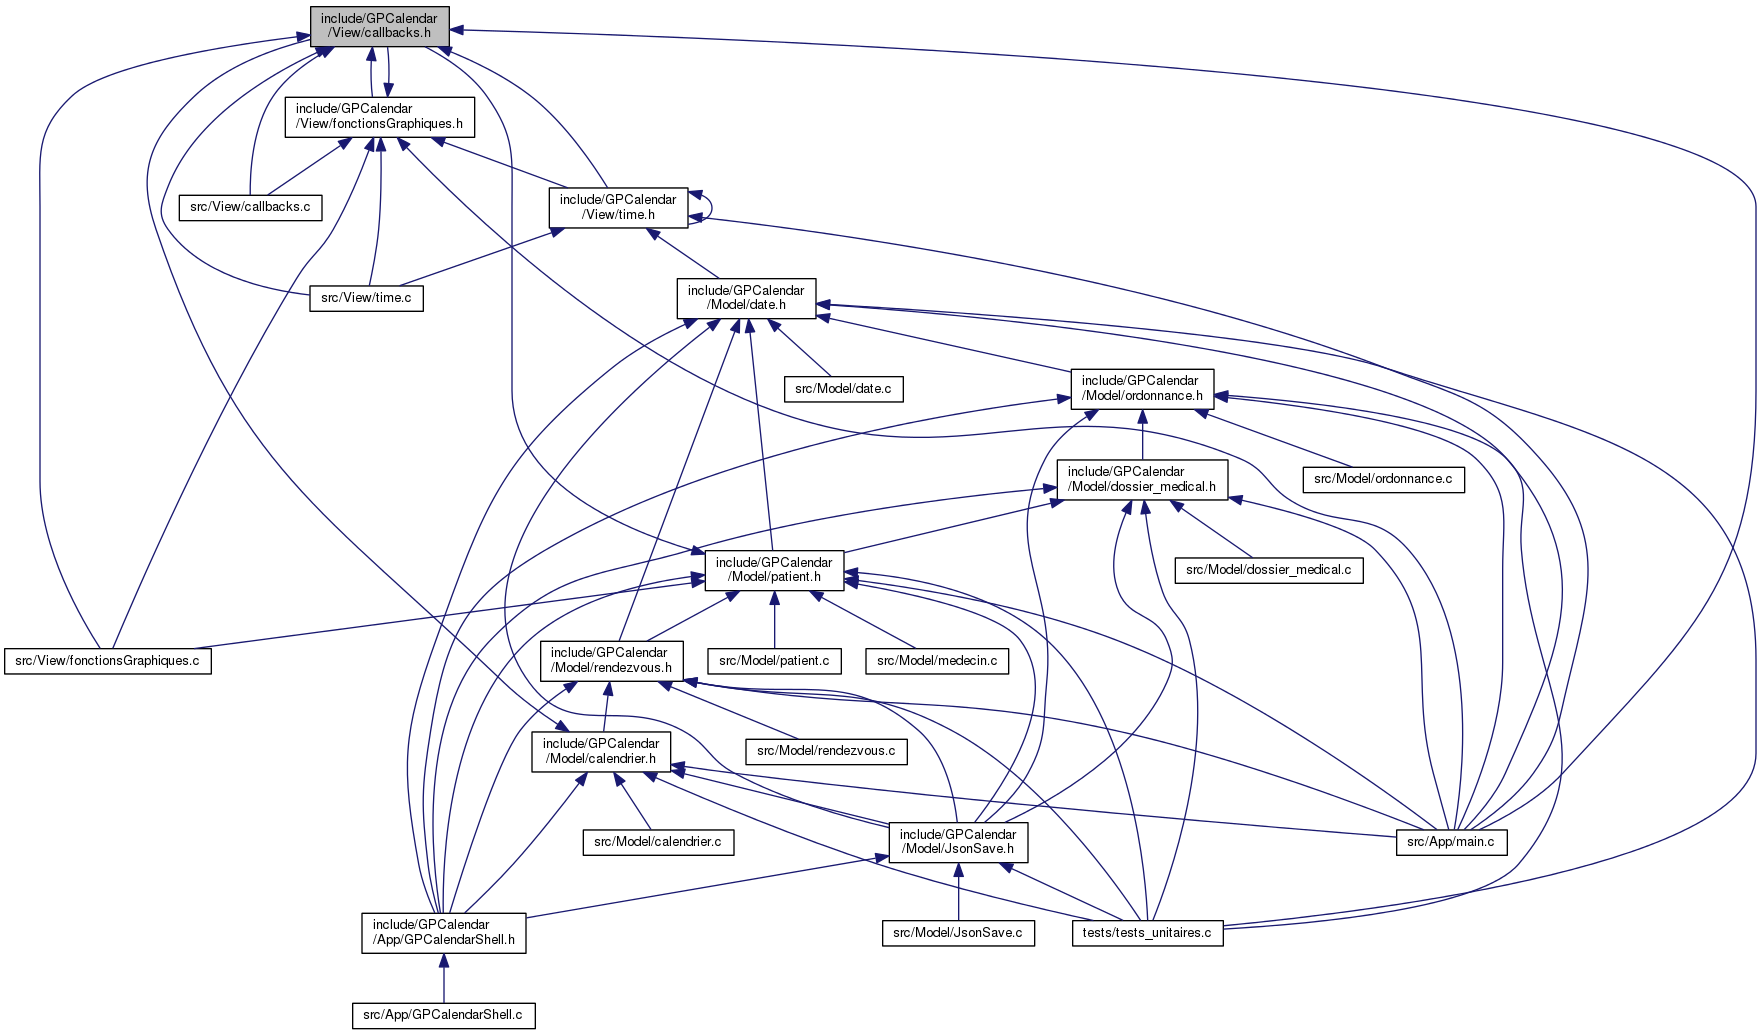 include/GPCalendar
/View/callbacks.h
include/GPCalendar
/View/fonctionsGraphiques.h
src/View/callbacks.c
include/GPCalendar
/View/time.h
src/View/time.c
include/GPCalendar
/Model/date.h
src/Model/date.c
include/GPCalendar
/Model/ordonnance.h
include/GPCalendar
/Model/dossier_medical.h
src/Model/ordonnance.c
include/GPCalendar
/Model/patient.h
src/Model/dossier_medical.c
src/View/fonctionsGraphiques.c
include/GPCalendar
/Model/rendezvous.h
src/Model/patient.c
src/Model/medecin.c
include/GPCalendar
/Model/calendrier.h
src/Model/rendezvous.c
src/Model/calendrier.c
include/GPCalendar
/Model/JsonSave.h
src/App/main.c
include/GPCalendar
/App/GPCalendarShell.h
src/Model/JsonSave.c
tests/tests_unitaires.c
src/App/GPCalendarShell.c